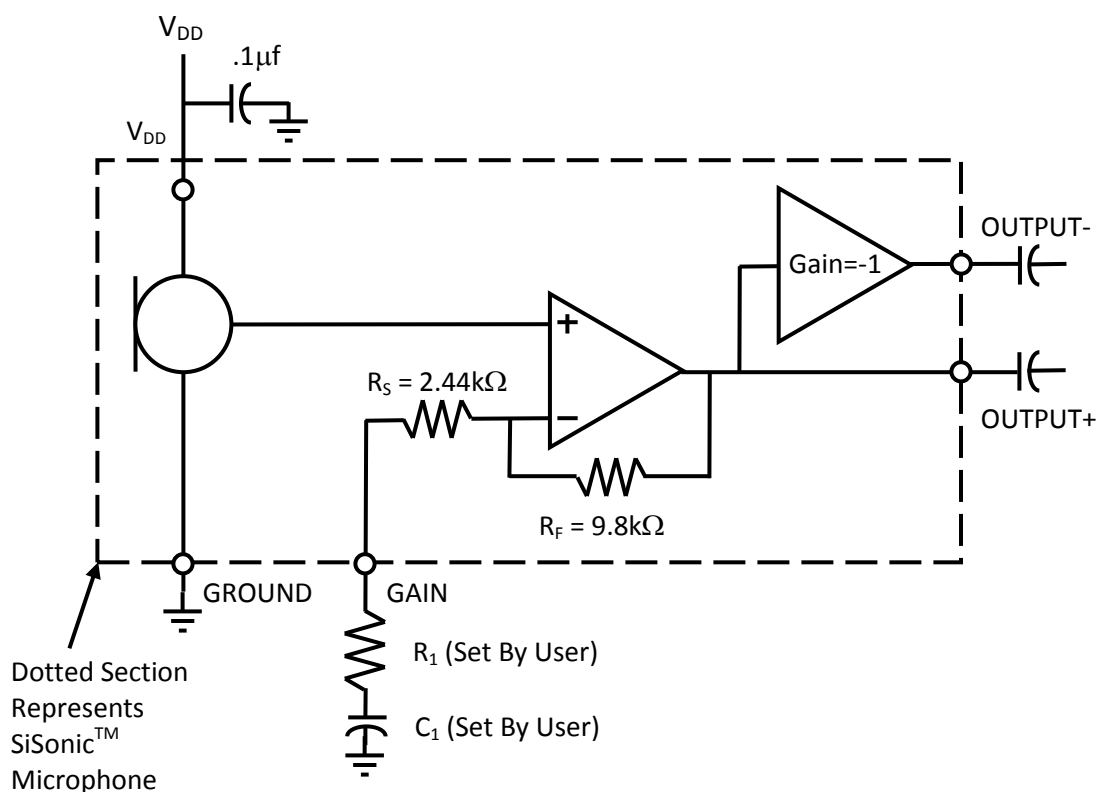 V_DD
.1μf
V_DD
OUTPUT-
Gain=-1
+
R_S = 2.44kΩ
−
OUTPUT+
R_F = 9.8kΩ
GROUND
GAIN
R_1 (Set By User)
C_1 (Set By User)
Dotted Section
Represents
SiSonic™
Microphone